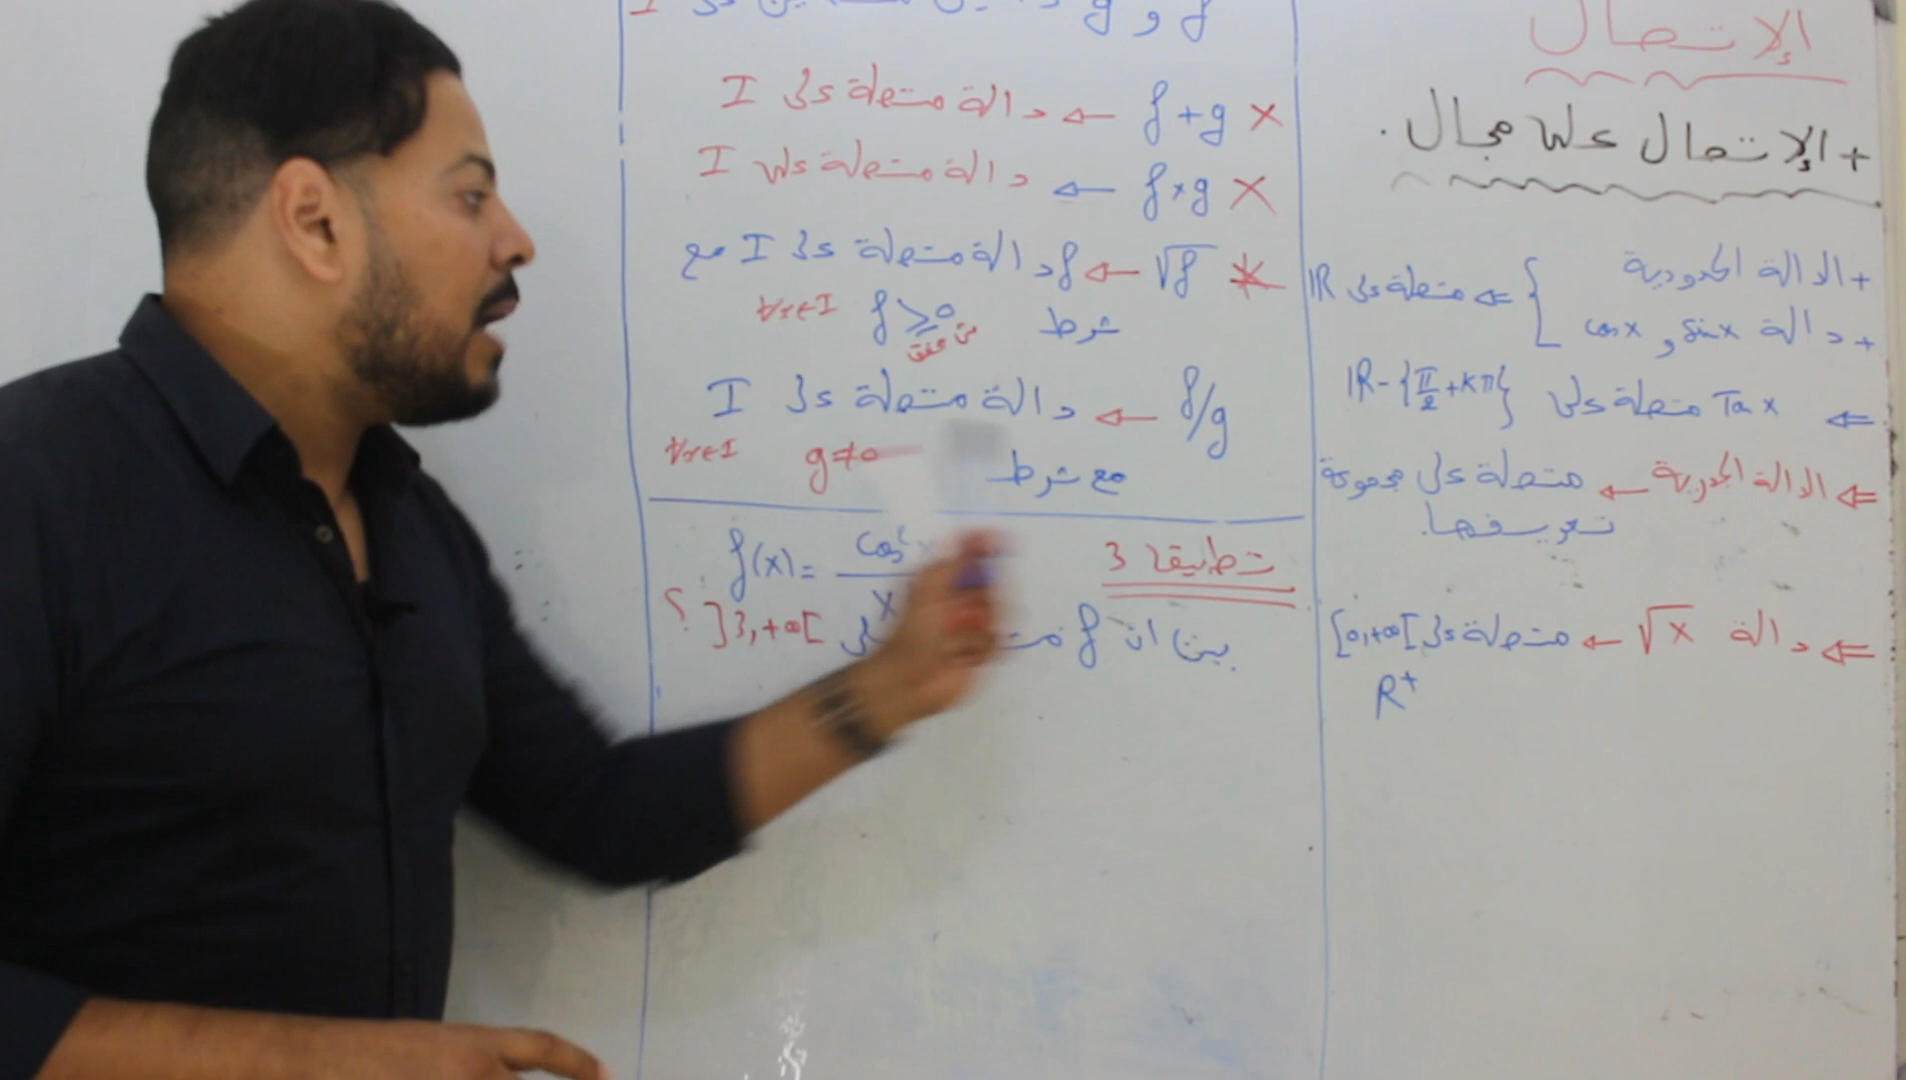 الإتصال
+ الإتصال على مجال.
+ الدالة الحدودية
+ دالة sin x و cos x } ⇐ متصلة على IR
⇐ Tan x متصلة على IR-{π/2+kπ}
⇐ الدالة الجدرية ← متصلة على مجموعة
تعريفها.
⇐ دالة √x ← متصلة على [0,+∞[
R⁺
f و g
× f+g ← دالة متصلة على I
× f×g ← دالة متصلة على I
× √f ← f دالة متصلة على I مع
شرط f ≥ 0 ∀x∈I
f/g ← دالة متصلة على I
مع شرط g≠0 ∀x∈I
تطبيق 3 f(x)= cos²x / x
بين ان f ]3,+∞[ ؟